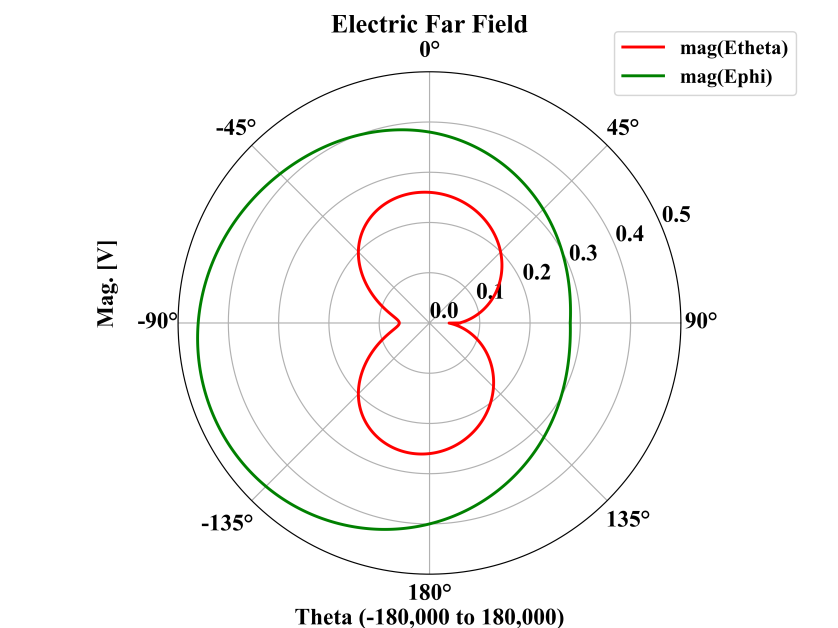 Electric Far Field
mag(Etheta)
mag(Ephi)
0°
-45°
45°
0.5
0.4
0.3
0.2
0.1
0.0
Mag. [V]
-90°
90°
-135°
135°
180°
Theta (-180,000 to 180,000)